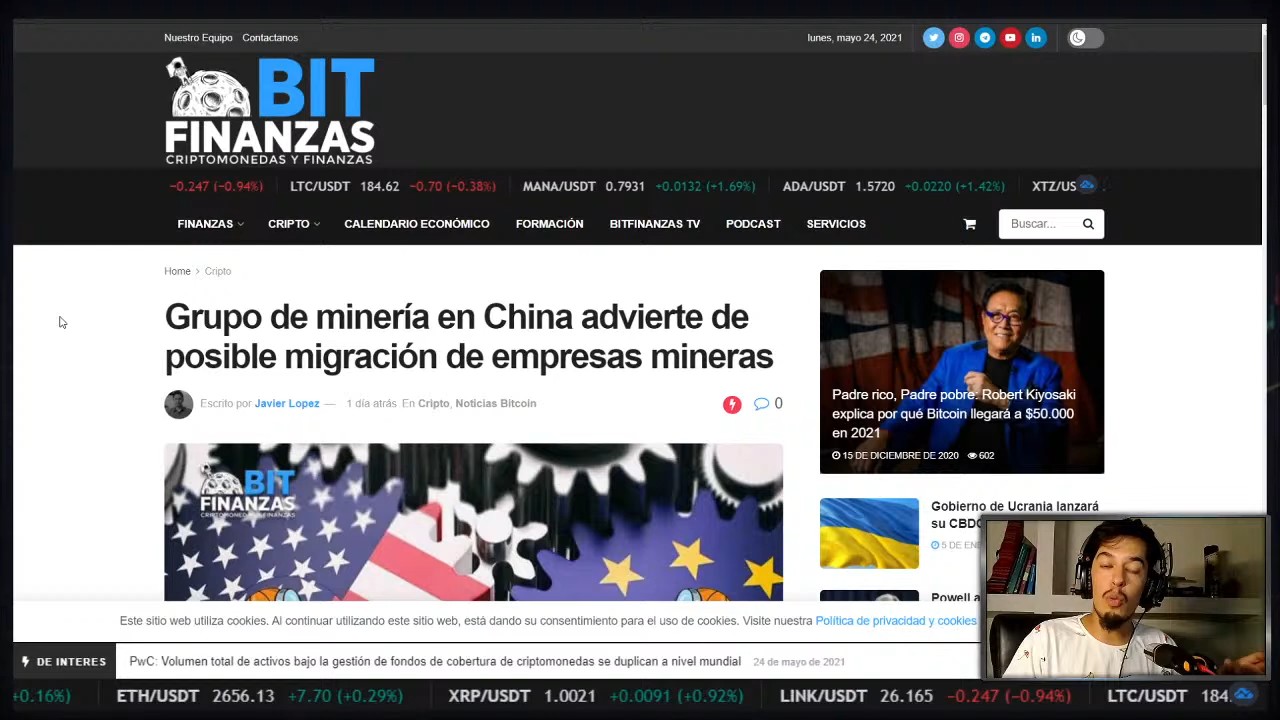 Nuestro Equipo Contactanos
lunes, mayo 24, 2021
BIT
FINANZAS
CRIPTOMONEDAS Y FINANZAS
−0.247 (−0.94%) LTC/USDT 184.62 −0.70 (−0.38%) MANA/USDT 0.7931 +0.0132 (+1.69%) ADA/USDT 1.5720 +0.0220 (+1.42%) XTZ/US
FINANZAS CRIPTO CALENDARIO ECONÓMICO FORMACIÓN BITFINANZAS TV PODCAST SERVICIOS
Buscar...
Home > Cripto
Grupo de minería en China advierte de
posible migración de empresas mineras
Escrito por Javier Lopez — 1 día atrás En Cripto, Noticias Bitcoin
0
BIT
FINANZAS
Padre rico, Padre pobre: Robert Kiyosaki
explica por qué Bitcoin llegará a $50.000
en 2021
15 DE DICIEMBRE DE 2020 602
Gobierno de Ucrania lanzará
su CBDC
5 DE ENE
Powell a
Este sitio web utiliza cookies. Al continuar utilizando este sitio web, está dando su consentimiento para el uso de cookies. Visite nuestra Política de privacidad y cookies
DE INTERES
PwC: Volumen total de activos bajo la gestión de fondos de cobertura de criptomonedas se duplican a nivel mundial 24 de mayo de 2021
+0.16%) ETH/USDT 2656.13 +7.70 (+0.29%) XRP/USDT 1.0021 +0.0091 (+0.92%) LINK/USDT 26.165 −0.247 (−0.94%) LTC/USDT 184.